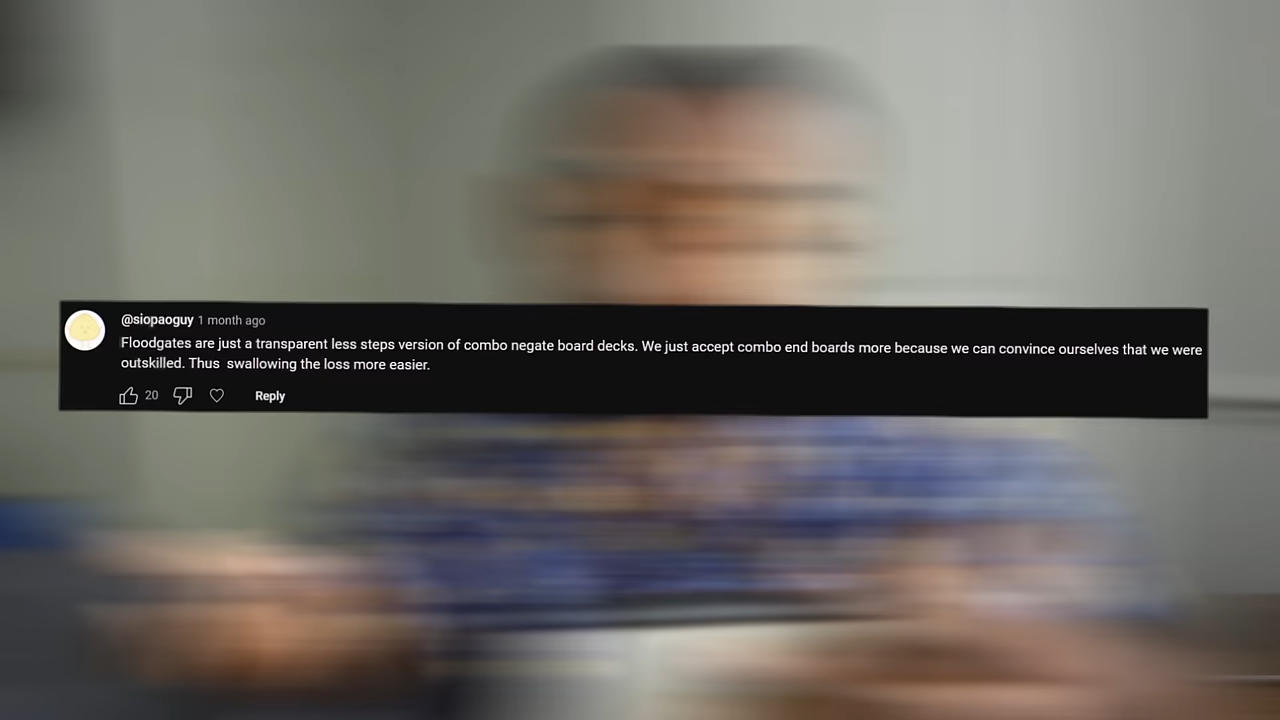 @siopaoguy 1 month ago
Floodgates are just a transparent less steps version of combo negate board decks. We just accept combo end boards more because we can convince ourselves that we were
outskilled. Thus  swallowing the loss more easier.
20
Reply